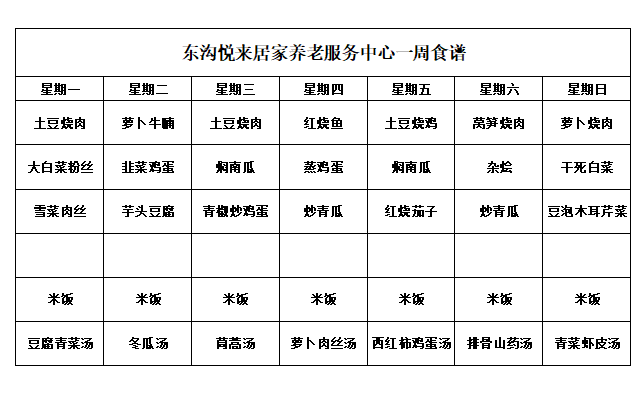 东沟悦来居家养老服务中心一周食谱
星期一 星期二 星期三 星期四 星期五 星期六 星期日
土豆烧肉 萝卜牛腩 土豆烧肉 红烧鱼 土豆烧鸡 莴笋烧肉 萝卜烧肉
大白菜粉丝 韭菜鸡蛋 焖南瓜 蒸鸡蛋 焖南瓜 杂烩 干死白菜
雪菜肉丝 芋头豆腐 青椒炒鸡蛋 炒青瓜 红烧茄子 炒青瓜 豆泡木耳芹菜
米饭 米饭 米饭 米饭 米饭 米饭 米饭
豆腐青菜汤 冬瓜汤 茼蒿汤 萝卜肉丝汤 西红柿鸡蛋汤 排骨山药汤 青菜虾皮汤